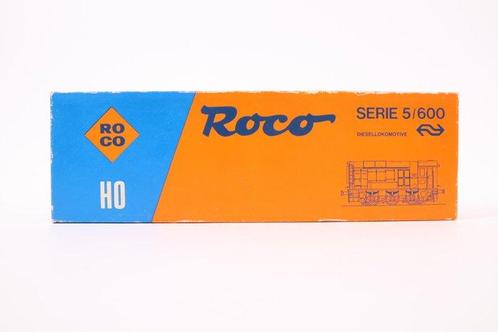 RO
CO
HO
Roco
SERIE 5/600
DIESELLOKOMOTIVE